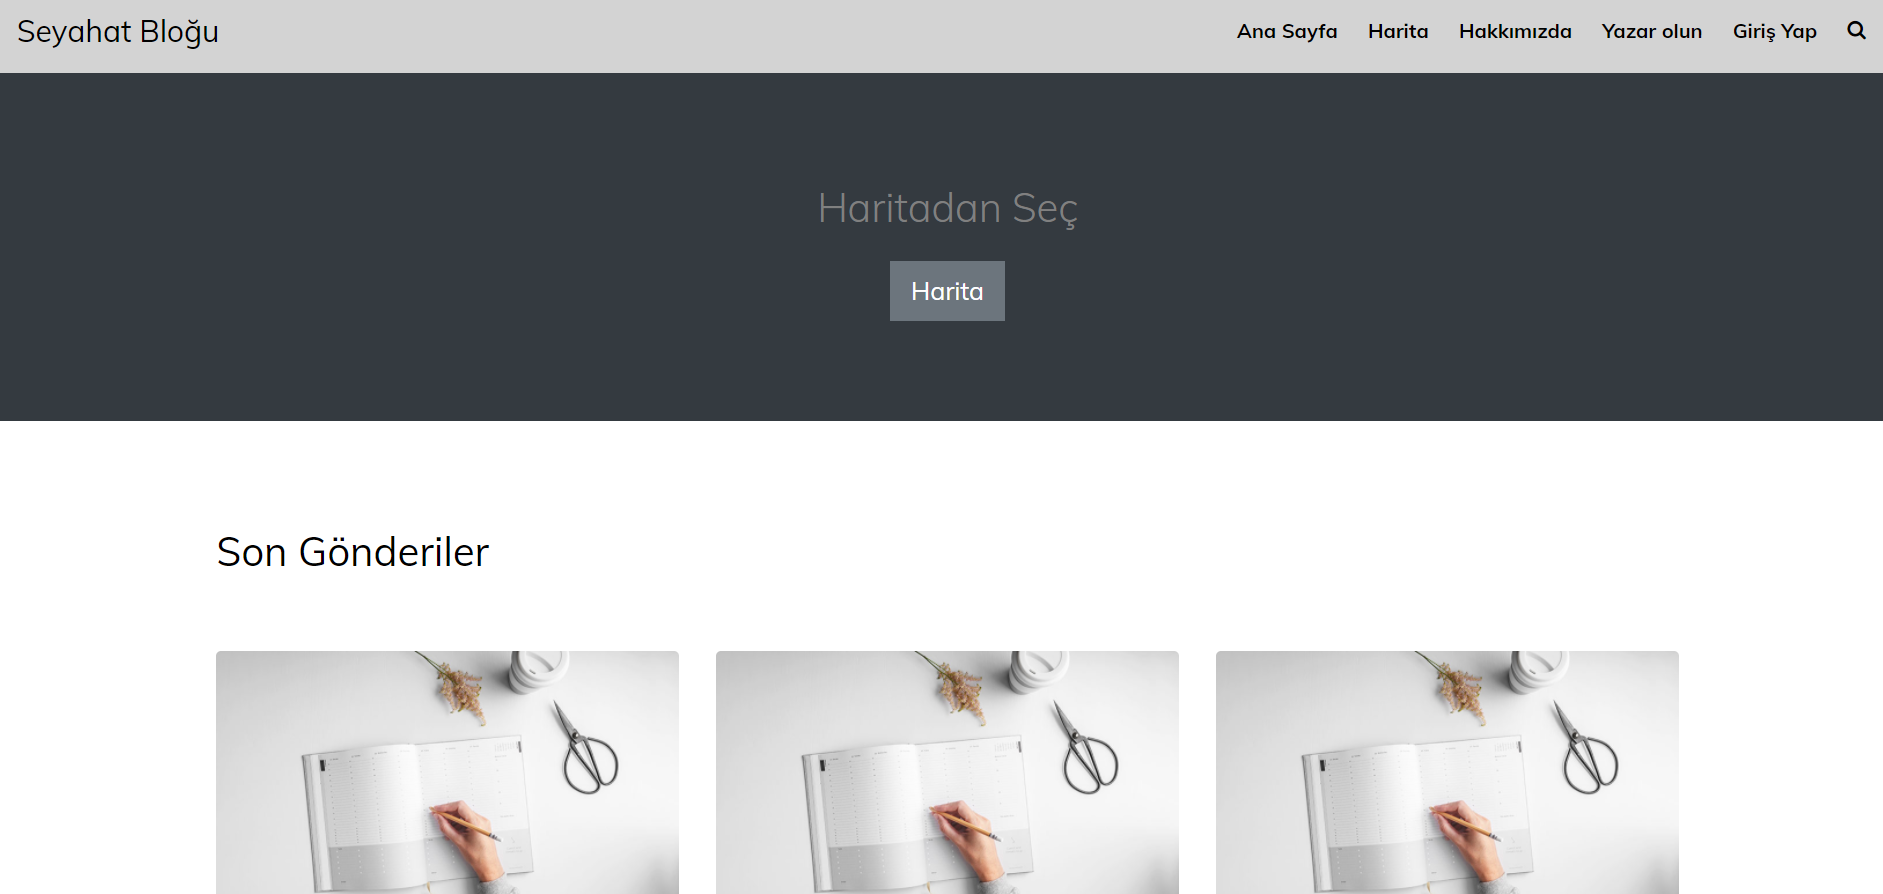 Seyahat Bloğu
Ana Sayfa Harita Hakkımızda Yazar olun Giriş Yap
Haritadan Seç
Harita
Son Gönderiler